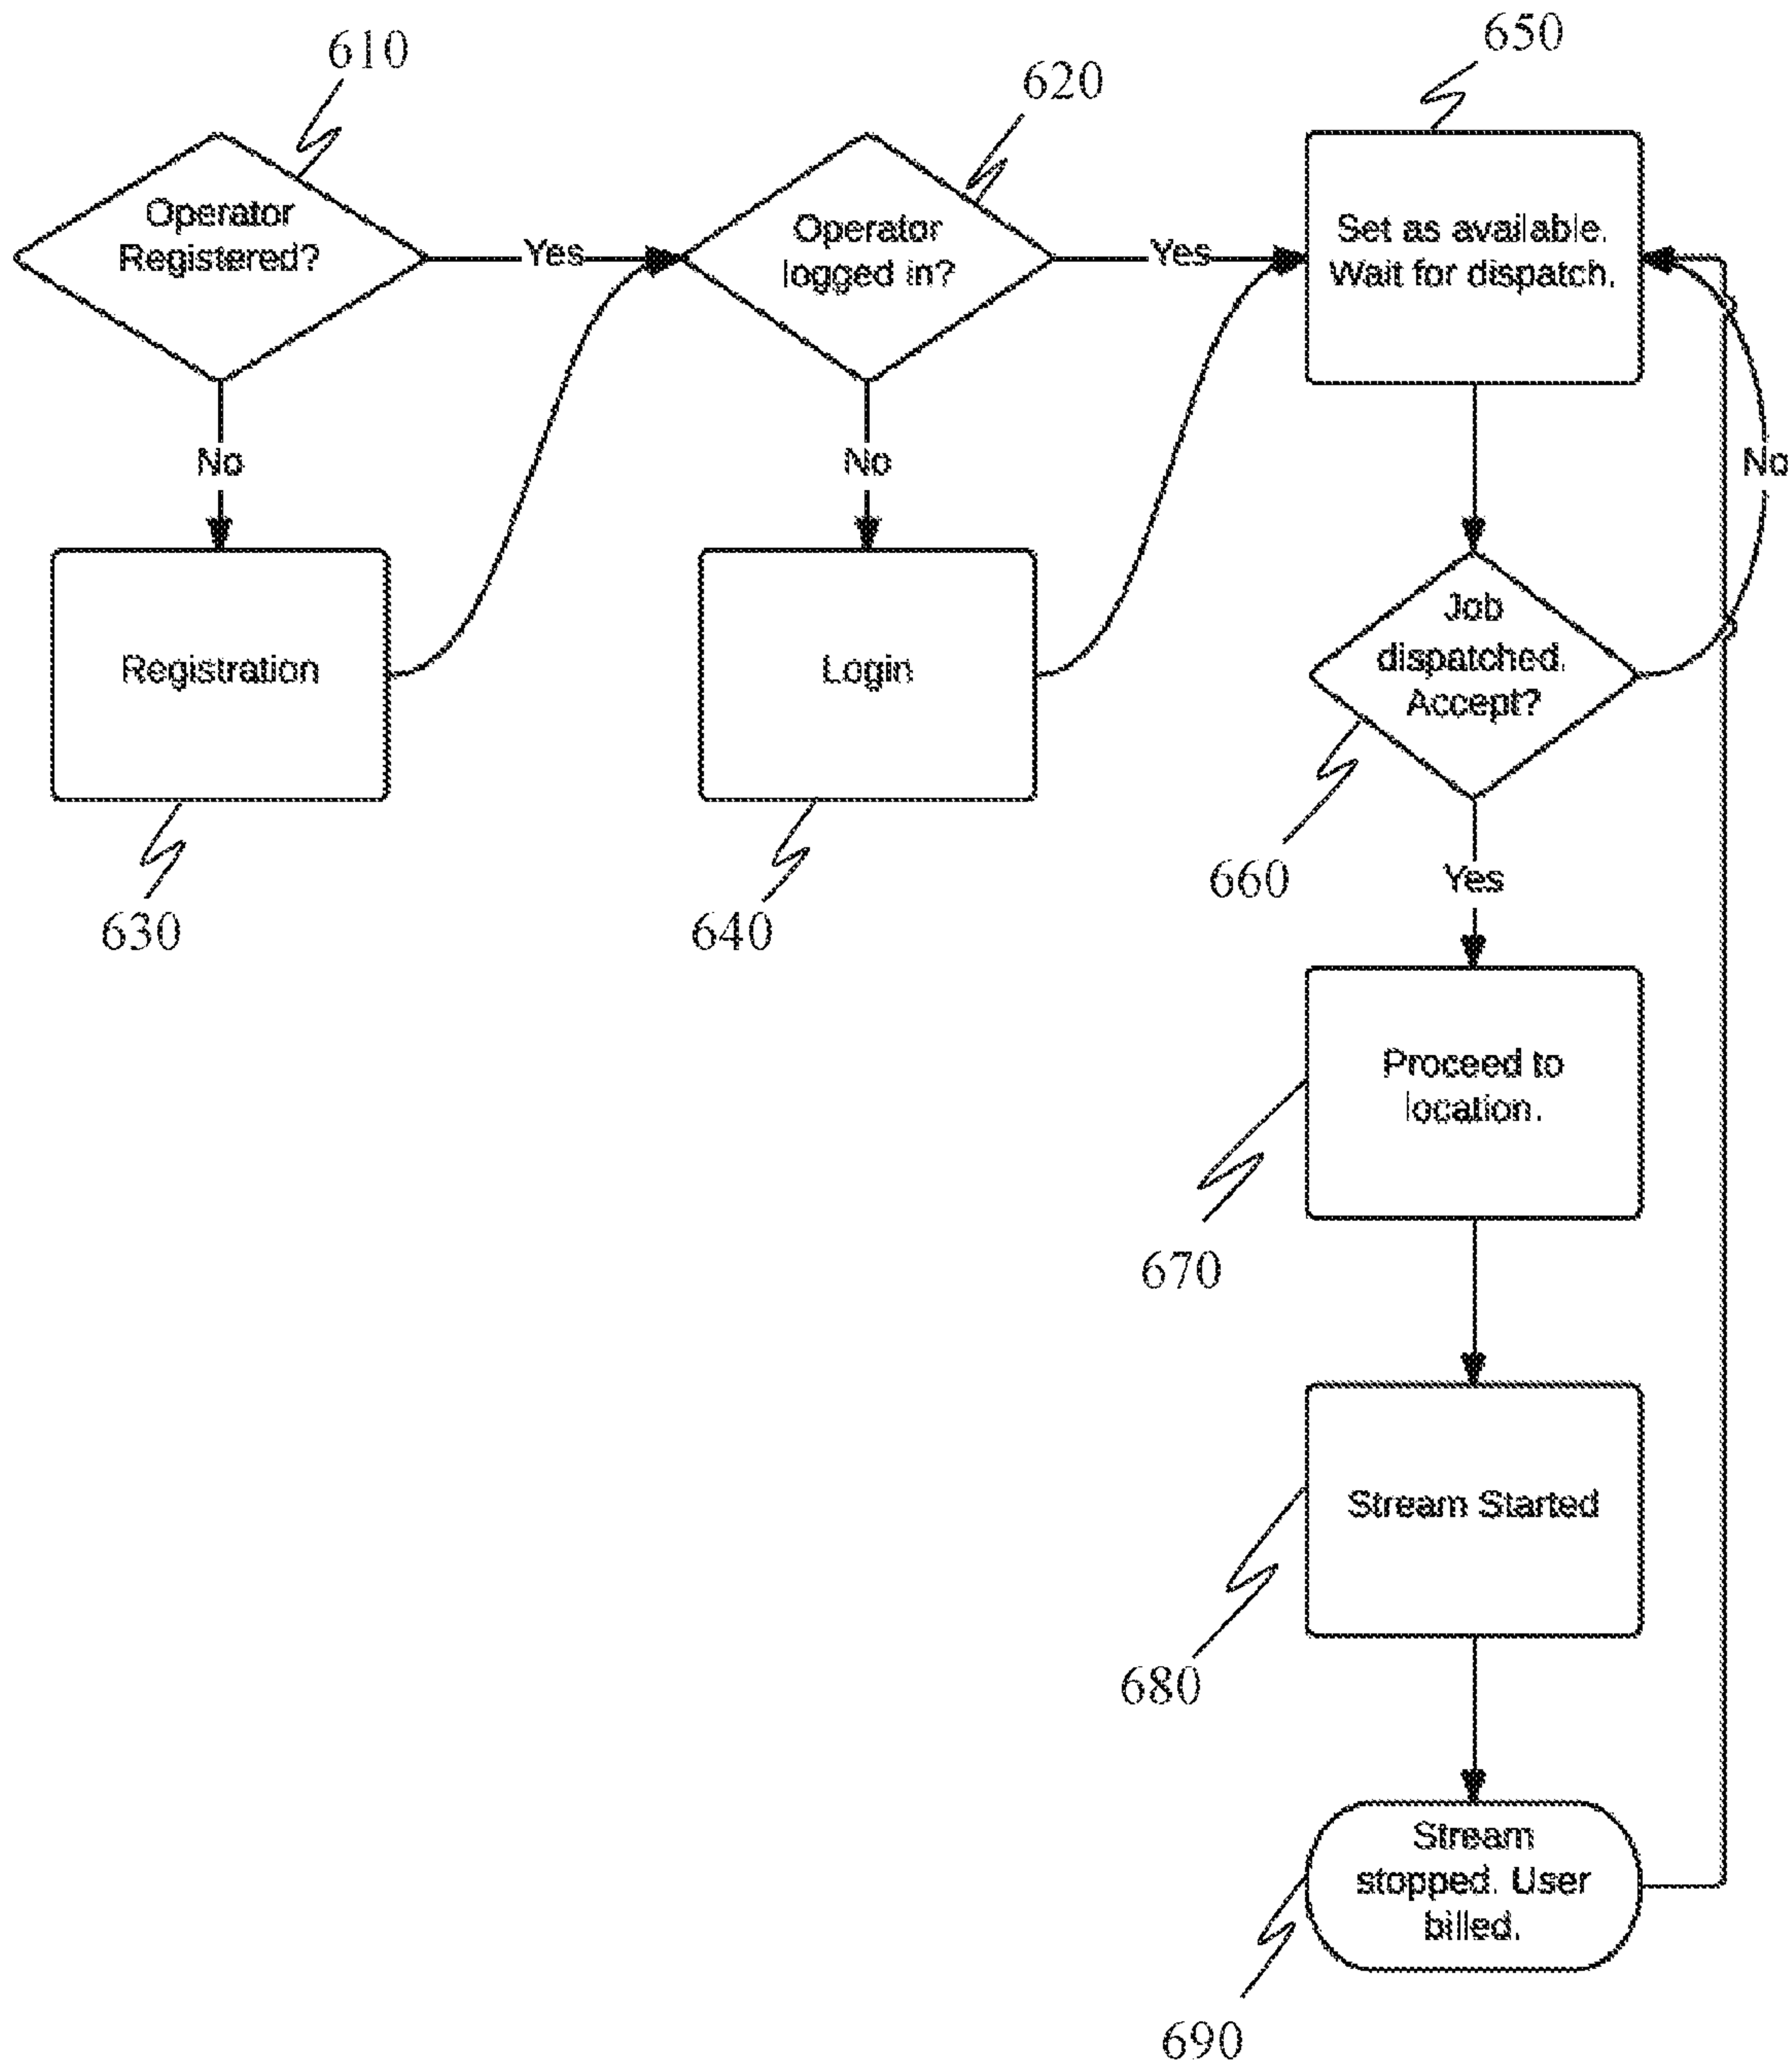 610
620
650
Operator
Registered?
Yes
Operator
logged in?
Yes
Set as available.
Wait for dispatch.
No
No
No
Registration
Login
Job
dispatched.
Accept?
630
640
660
Yes
Proceed to
location.
670
Stream Started
680
Stream
stopped. User
billed.
690